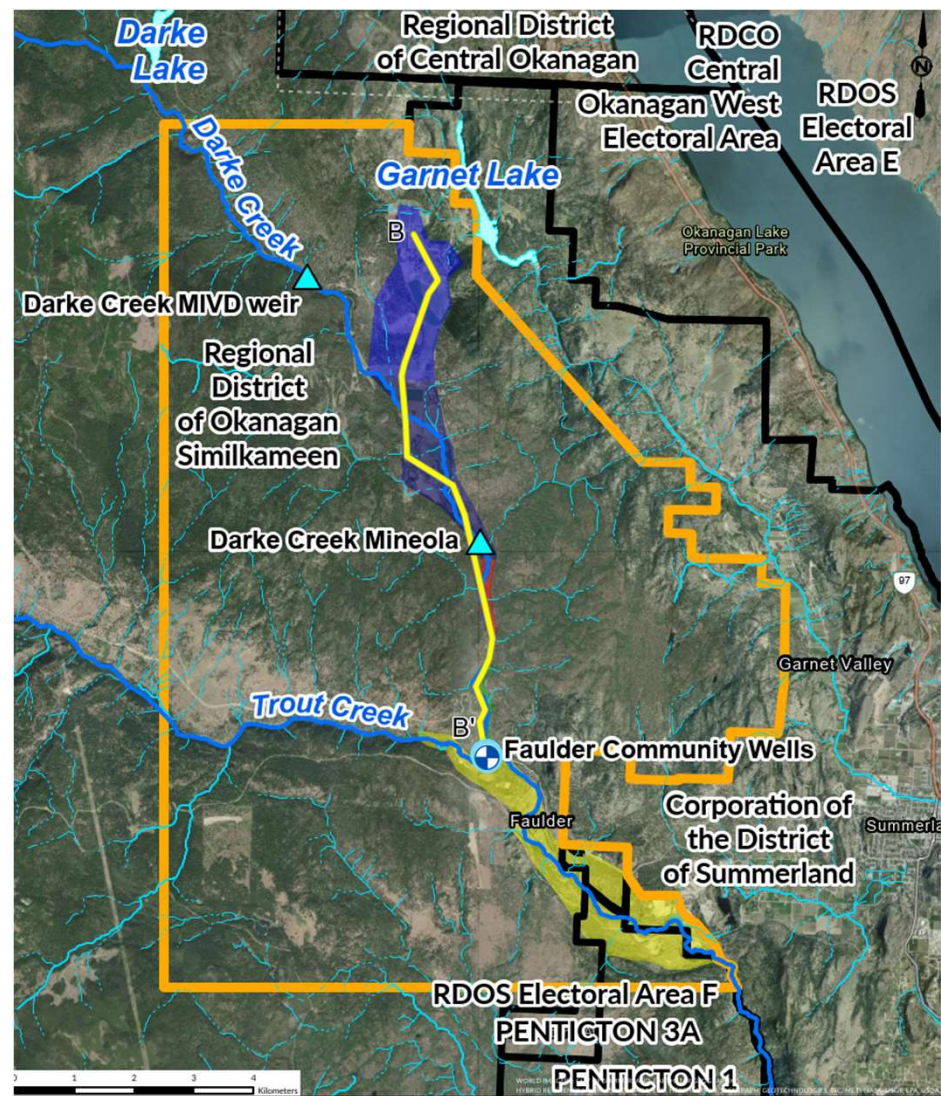 Darke
Lake
Regional District
of Central Okanagan
RDCO
Central
Okanagan West
Electoral Area
RDOS
Electoral
Area E
N
Darke Creek
Garnet Lake
B
Okanagan Lake
Provincial Park
Darke Creek MIVD weir
Regional
District
of Okanagan
Similkameen
Darke Creek Mineola
97
Garnet Valley
Trout Creek
B'
Faulder Community Wells
Faulder
Corporation of
the District
of Summerland
Summerla
RDOS Electoral Area F
PENTICTON 3A
PENTICTON 1
0 1 2 3 4
Kilometers